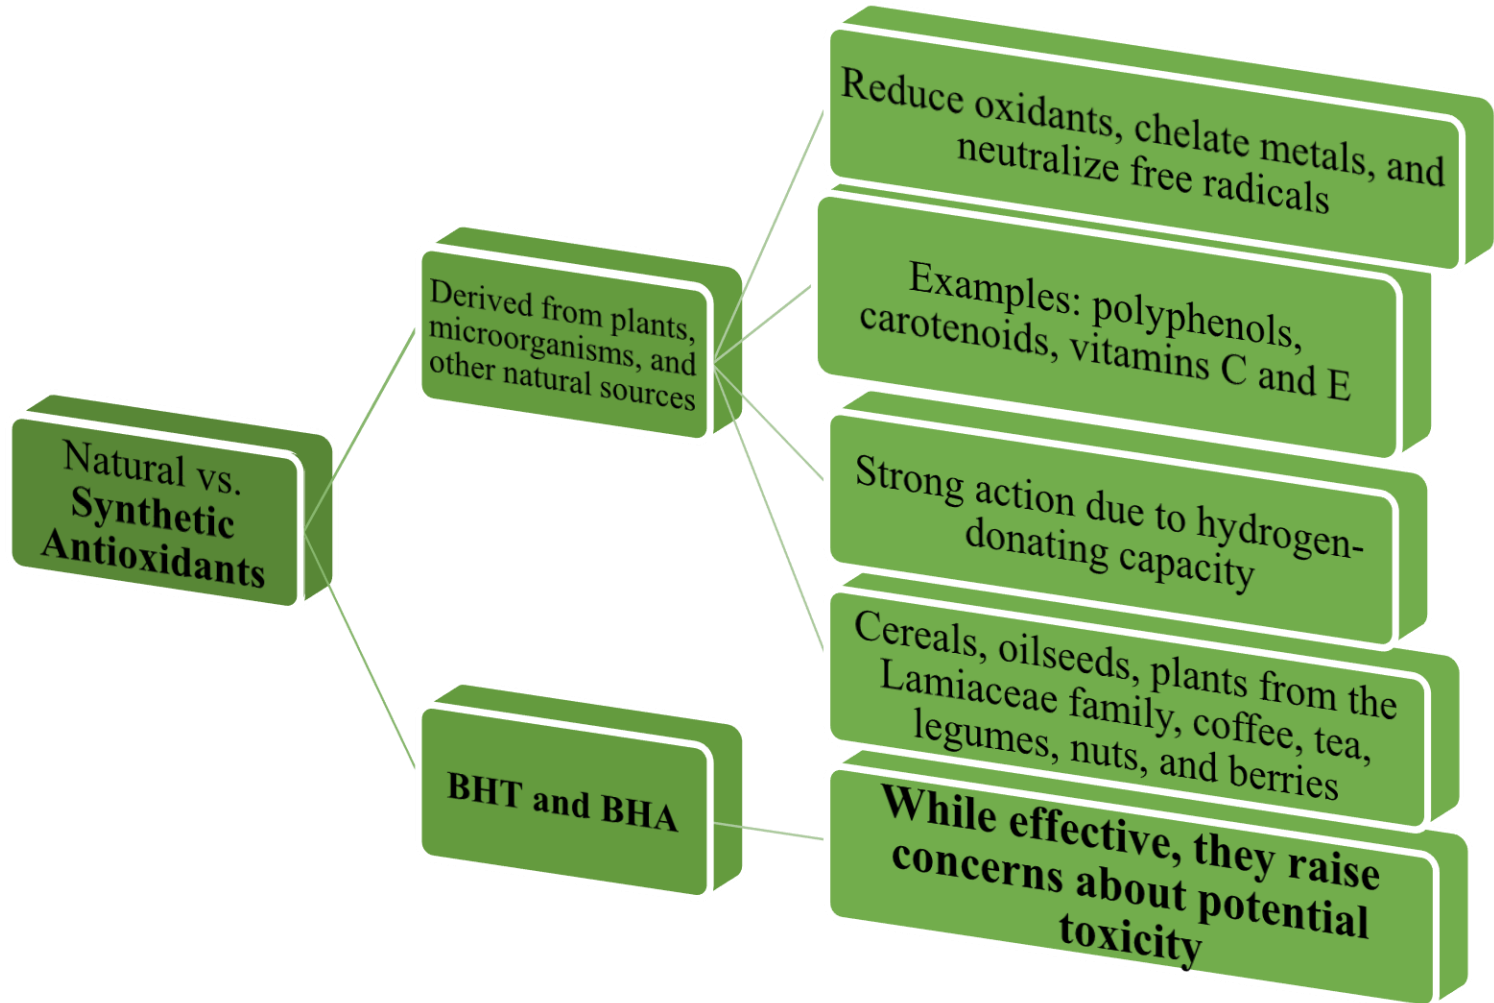 Natural vs.
Synthetic
Antioxidants
Derived from plants,
microorganisms, and
other natural sources
Reduce oxidants, chelate metals, and
neutralize free radicals
Examples: polyphenols,
carotenoids, vitamins C and E
Strong action due to hydrogen-
donating capacity
Cereals, oilseeds, plants from the
Lamiaceae family, coffee, tea,
legumes, nuts, and berries
BHT and BHA
While effective, they raise
concerns about potential
toxicity